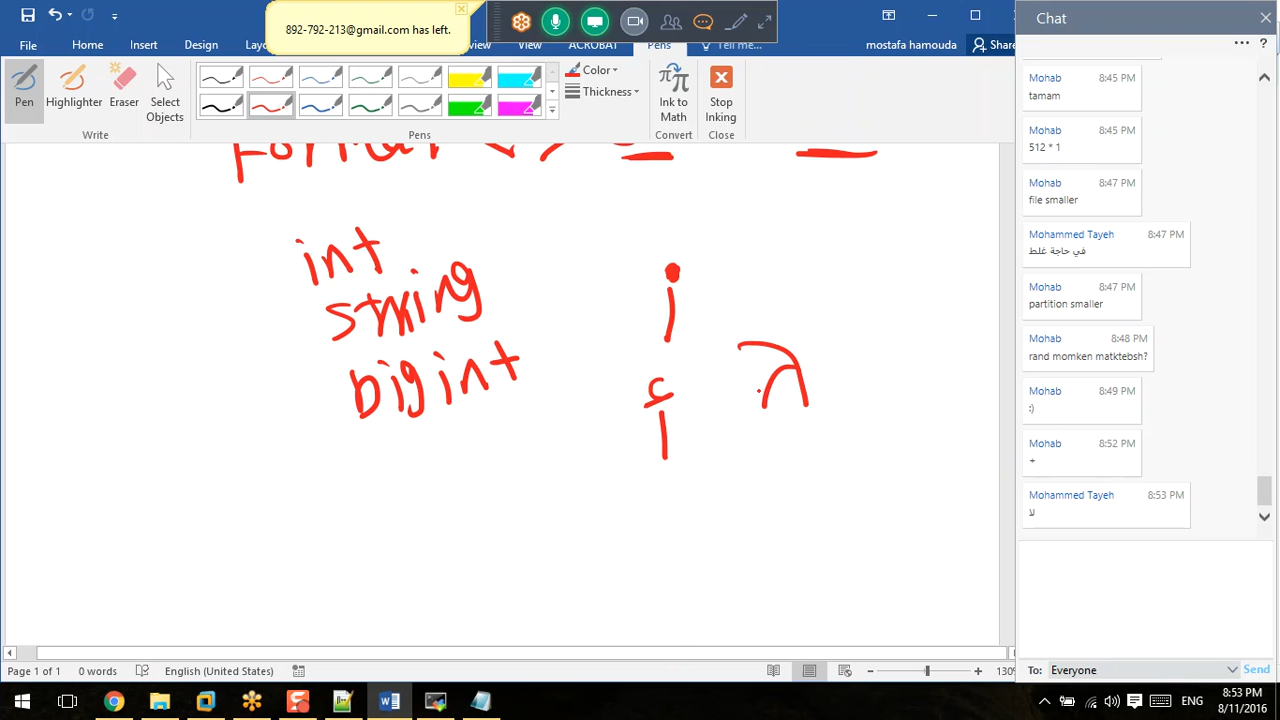 892-792-213@gmail.com has left.
Chat
File Home Insert Design Layo view View ACROBAT Pens Tell me... mostafa hamouda Share
Pen Highlighter Eraser Select Objects
Color
Thickness
Ink to Math Stop Inking
Write Pens Convert Close
Format
int
string
bigint
Mohab 8:45 PM
tamam
Mohab 8:45 PM
512 * 1
Mohab 8:47 PM
file smaller
Mohammed Tayeh 8:47 PM
في حاجة غلط
Mohab 8:47 PM
partition smaller
Mohab 8:48 PM
rand momken matktebsh?
Mohab 8:49 PM
:)
Mohab 8:52 PM
+
Mohammed Tayeh 8:53 PM
لا
To: Everyone Send
Page 1 of 1 0 words English (United States) 130%
ENG 8:53 PM
8/11/2016